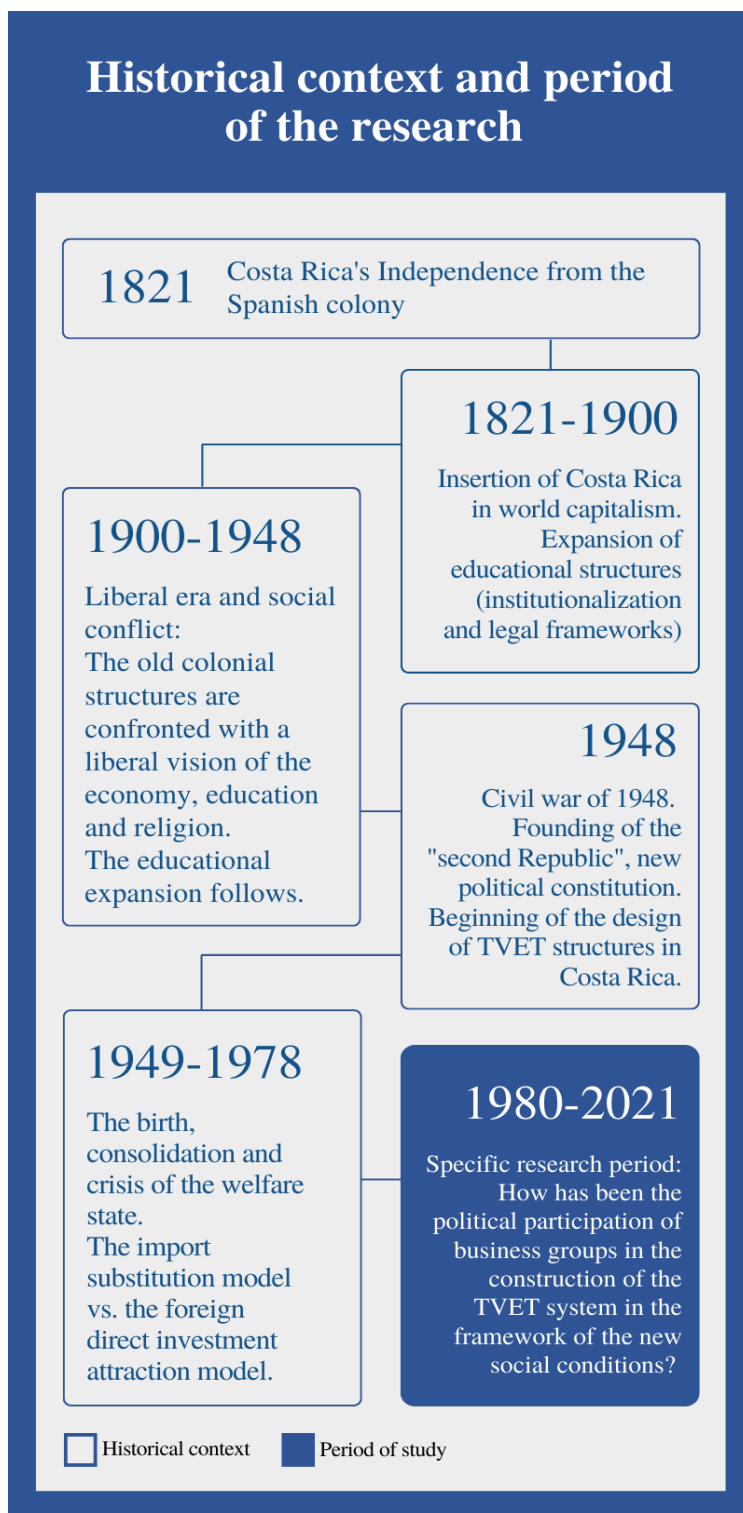 Historical context and period
of the research
1821
Costa Rica's Independence from the
Spanish colony
1821-1900
Insertion of Costa Rica
in world capitalism.
Expansion of
educational structures
(institutionalization
and legal frameworks)
1900-1948
Liberal era and social
conflict:
The old colonial
structures are
confronted with a
liberal vision of the
economy, education
and religion.
The educational
expansion follows.
1948
Civil war of 1948.
Founding of the
"second Republic", new
political constitution.
Beginning of the design
of TVET structures in
Costa Rica.
1949-1978
The birth,
consolidation and
crisis of the welfare
state.
The import
substitution model
vs. the foreign
direct investment
attraction model.
1980-2021
Specific research period:
How has been the
political participation of
business groups in the
construction of the
TVET system in the
framework of the new
social conditions?
Historical context
Period of study